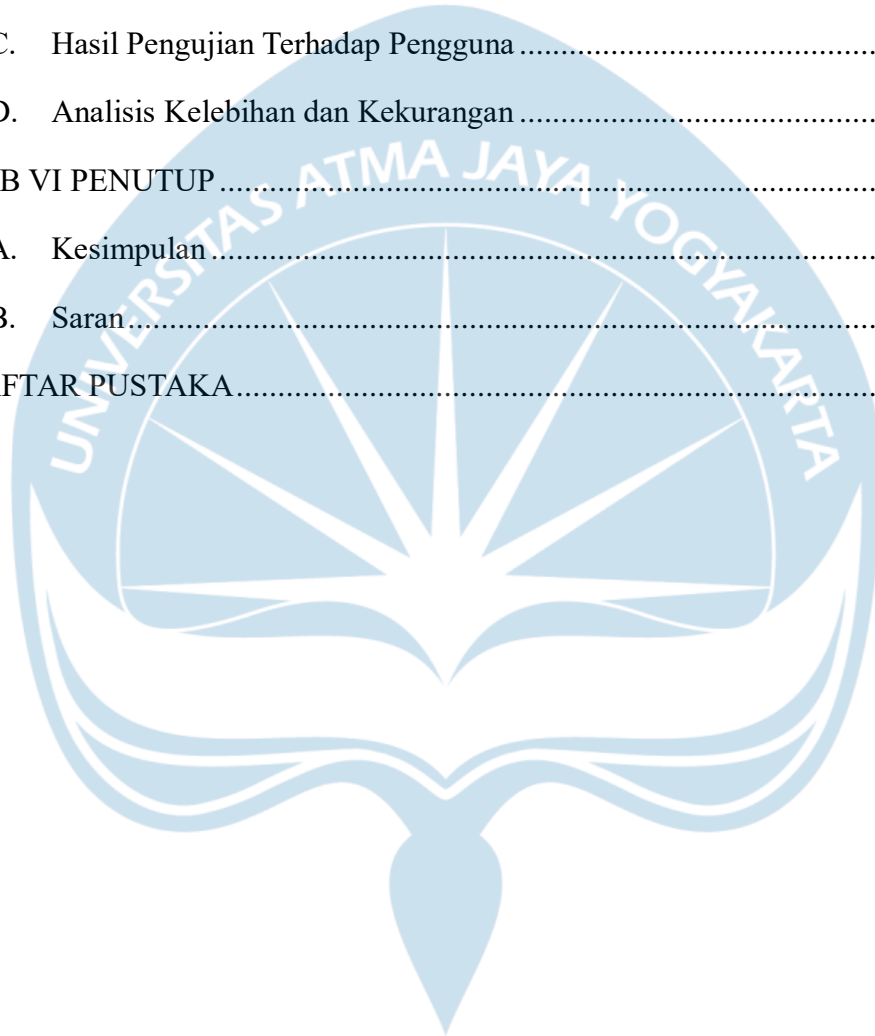 C. Hasil Pengujian Terhadap Pengguna ........................................
D. Analisis Kelebihan dan Kekurangan ........................................
B VI PENUTUP ........................................
A. Kesimpulan ........................................
B. Saran ........................................
FTAR PUSTAKA ........................................
UNIVERSITAS ATMA JAYA YOGYAKARTA